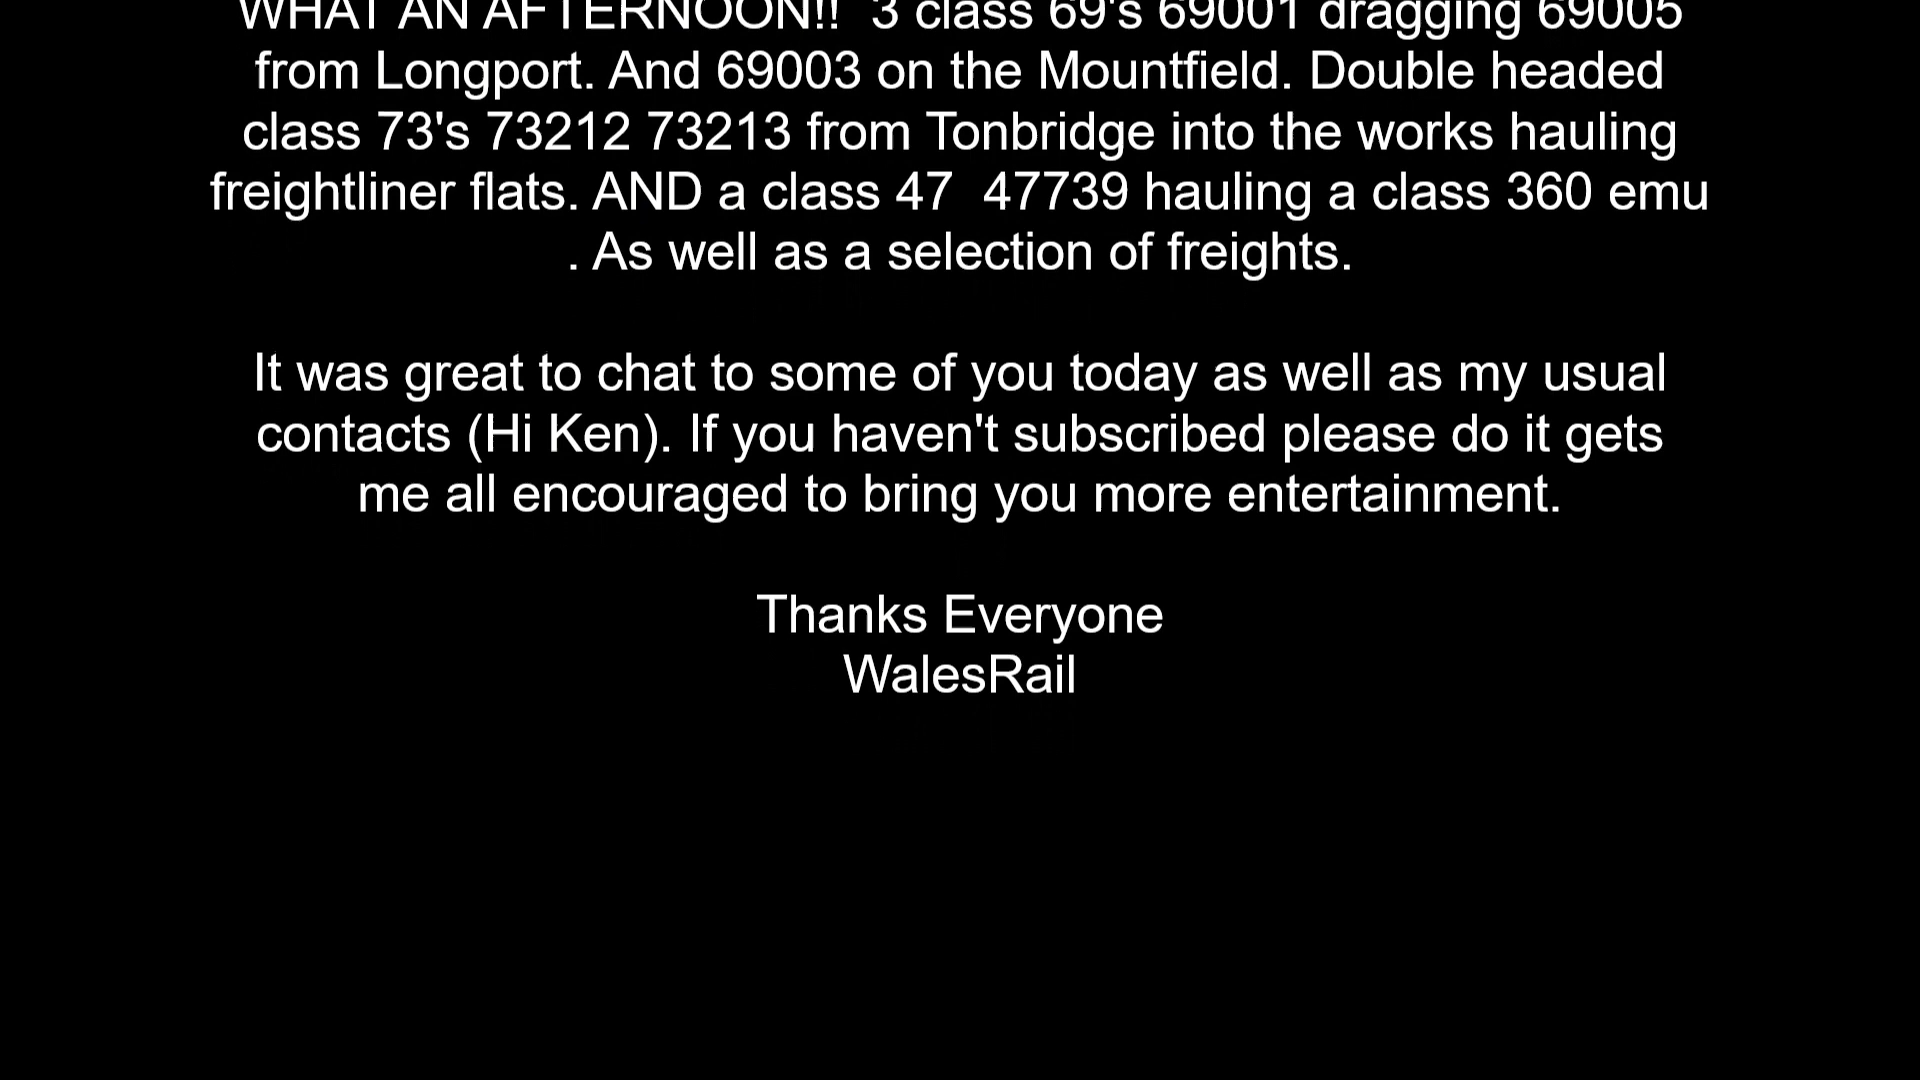 WHAT AN AFTERNOON!!  3 class 69's 69001 dragging 69005
from Longport. And 69003 on the Mountfield. Double headed
class 73's 73212 73213 from Tonbridge into the works hauling
freightliner flats. AND a class 47  47739 hauling a class 360 emu
. As well as a selection of freights.
It was great to chat to some of you today as well as my usual
contacts (Hi Ken). If you haven't subscribed please do it gets
me all encouraged to bring you more entertainment.
Thanks Everyone
WalesRail